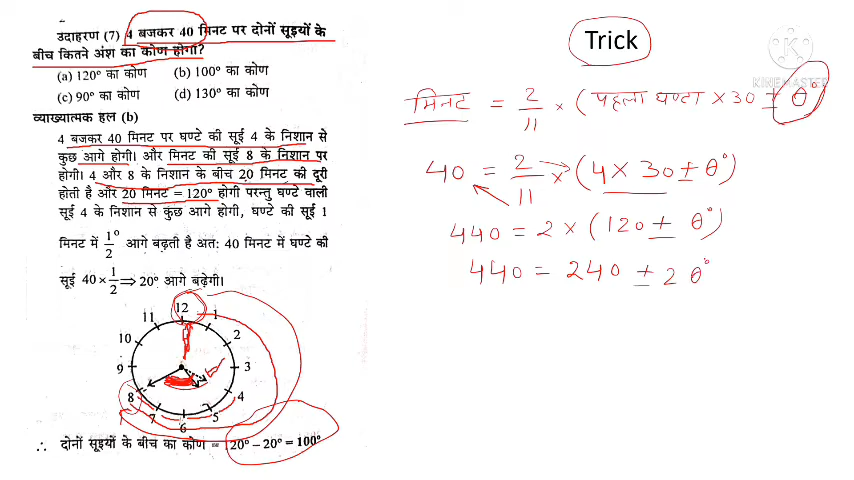 उदाहरण (7) 4 बजकर 40 मिनट पर दोनों सूइयों के
बीच कितने अंश का कोण होगा?
(a) 120° का कोण (b) 100° का कोण
(c) 90° का कोण (d) 130° का कोण
व्याख्यात्मक हल (b)
4 बजकर 40 मिनट पर घण्टे की सूई 4 के निशान से
कुछ आगे होगी। और मिनट की सूई 8 के निशान पर
होगी। 4 और 8 के निशान के बीच 20 मिनट की दूरी
होती है और 20 मिनट = 120° होगी परन्तु घण्टे वाली
सूई 4 के निशान से कुछ आगे होगी, घण्टे की सूई 1
मिनट में 1/2° आगे बढ़ती है अतः 40 मिनट में घण्टे की
सूई 40 × 1/2 ⇒ 20° आगे बढ़ेगी।
12
11 1
10 2
9 3
8 4
7 5
6
∴ दोनों सूइयों के बीच का कोण = 120° − 20° = 100°
Trick
KINEMASTER
मिनट = 2/11 × (पहला घण्टा × 30 ± θ°)
40 = 2/11 × (4 × 30 ± θ°)
440 = 2 × (120 ± θ°)
440 = 240 ± 2 θ°